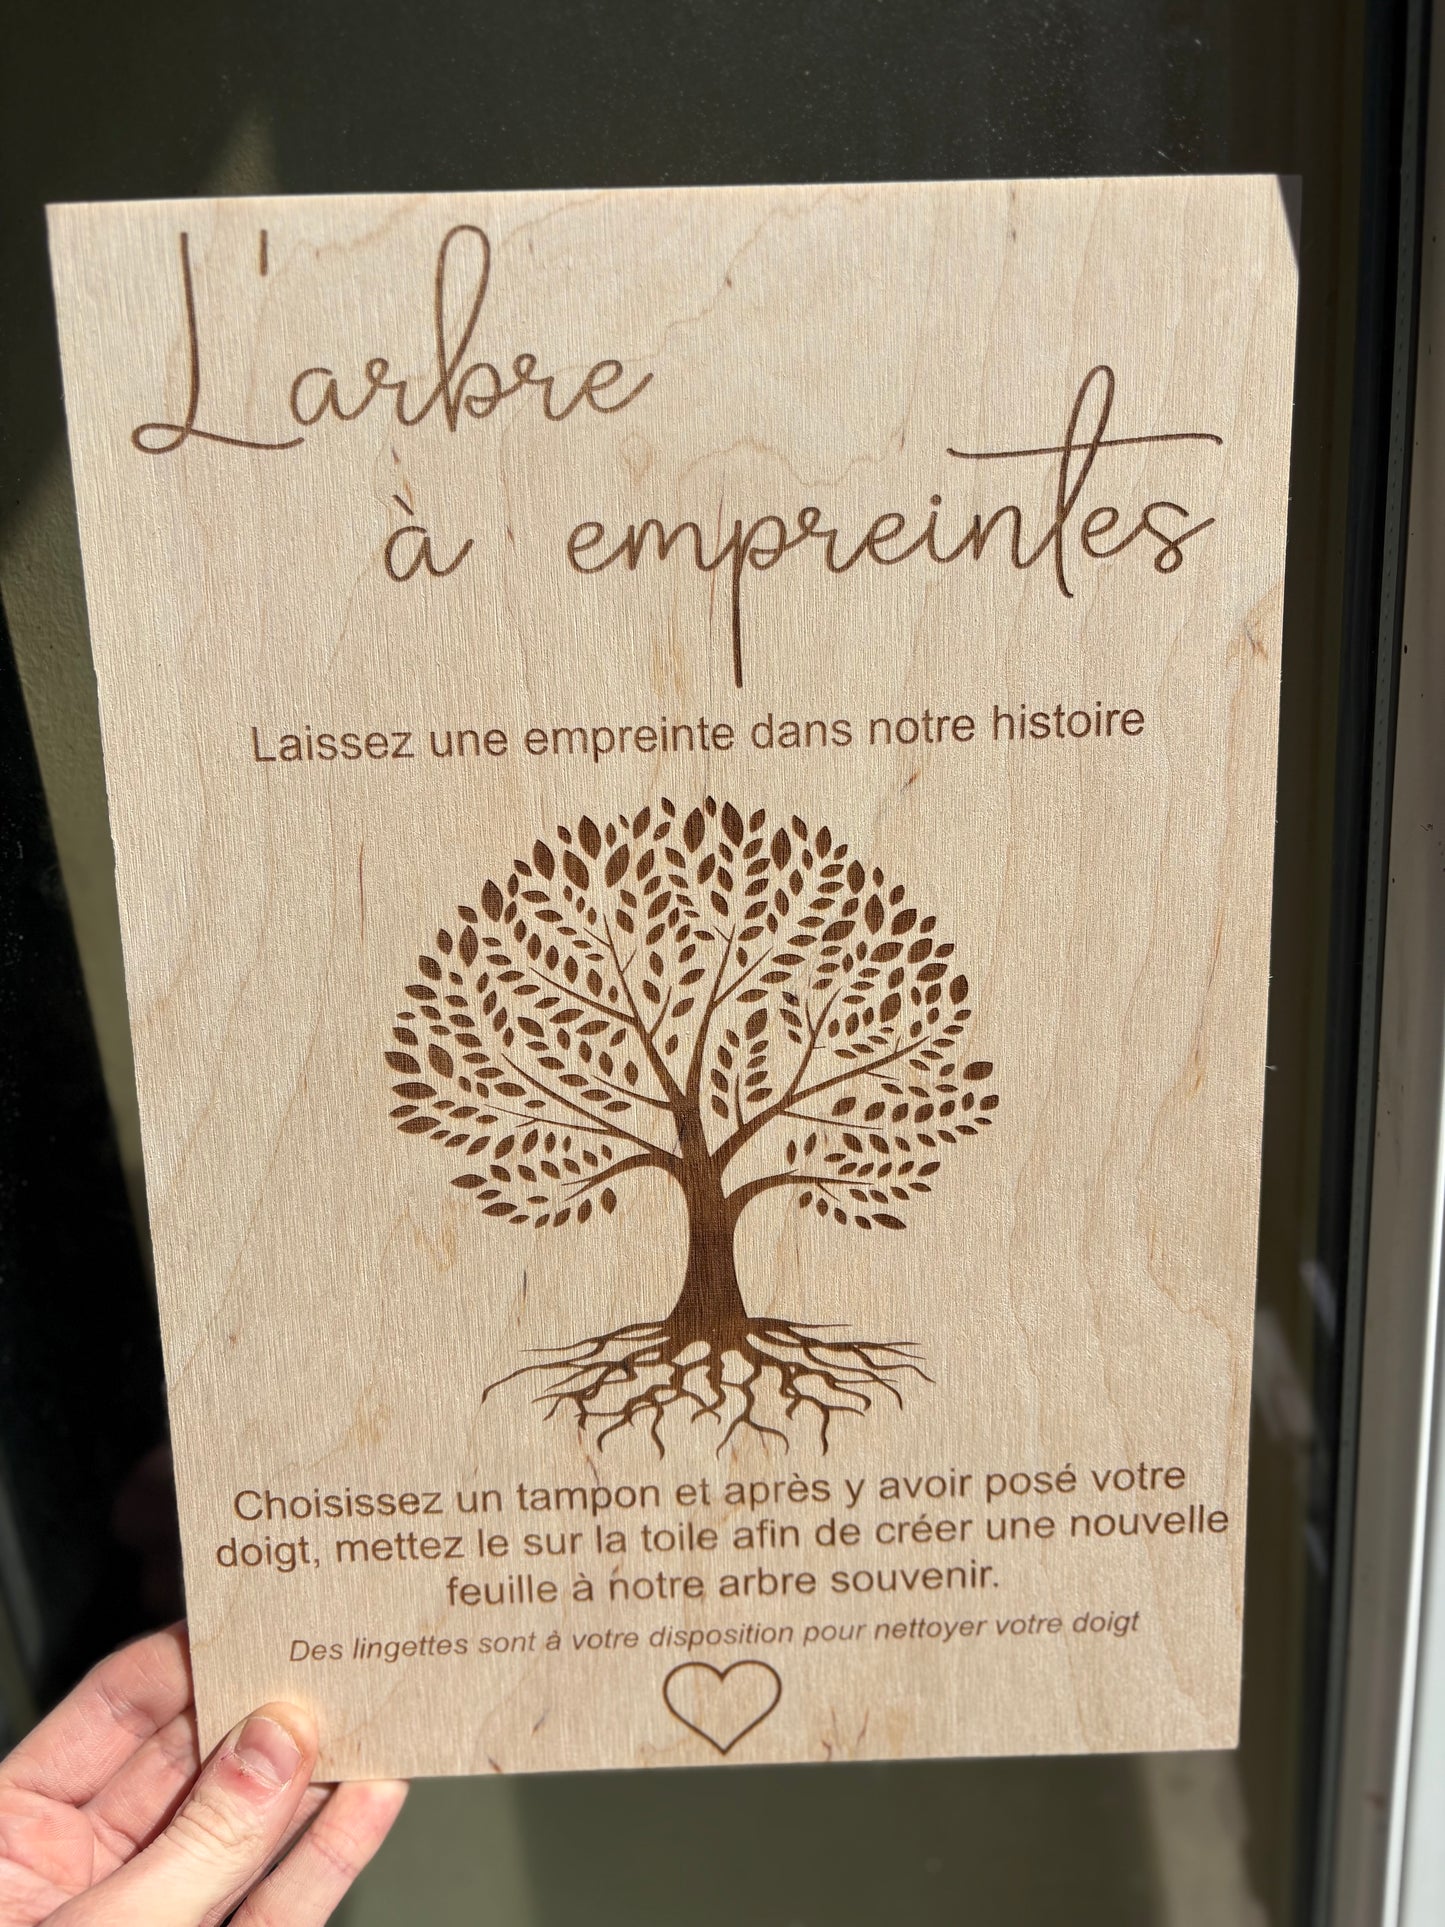 L'arbre
à empreintes
Laissez une empreinte dans notre histoire
Choisissez un tampon et après y avoir posé votre
doigt, mettez le sur la toile afin de créer une nouvelle
feuille à notre arbre souvenir.
Des lingettes sont à votre disposition pour nettoyer votre doigt